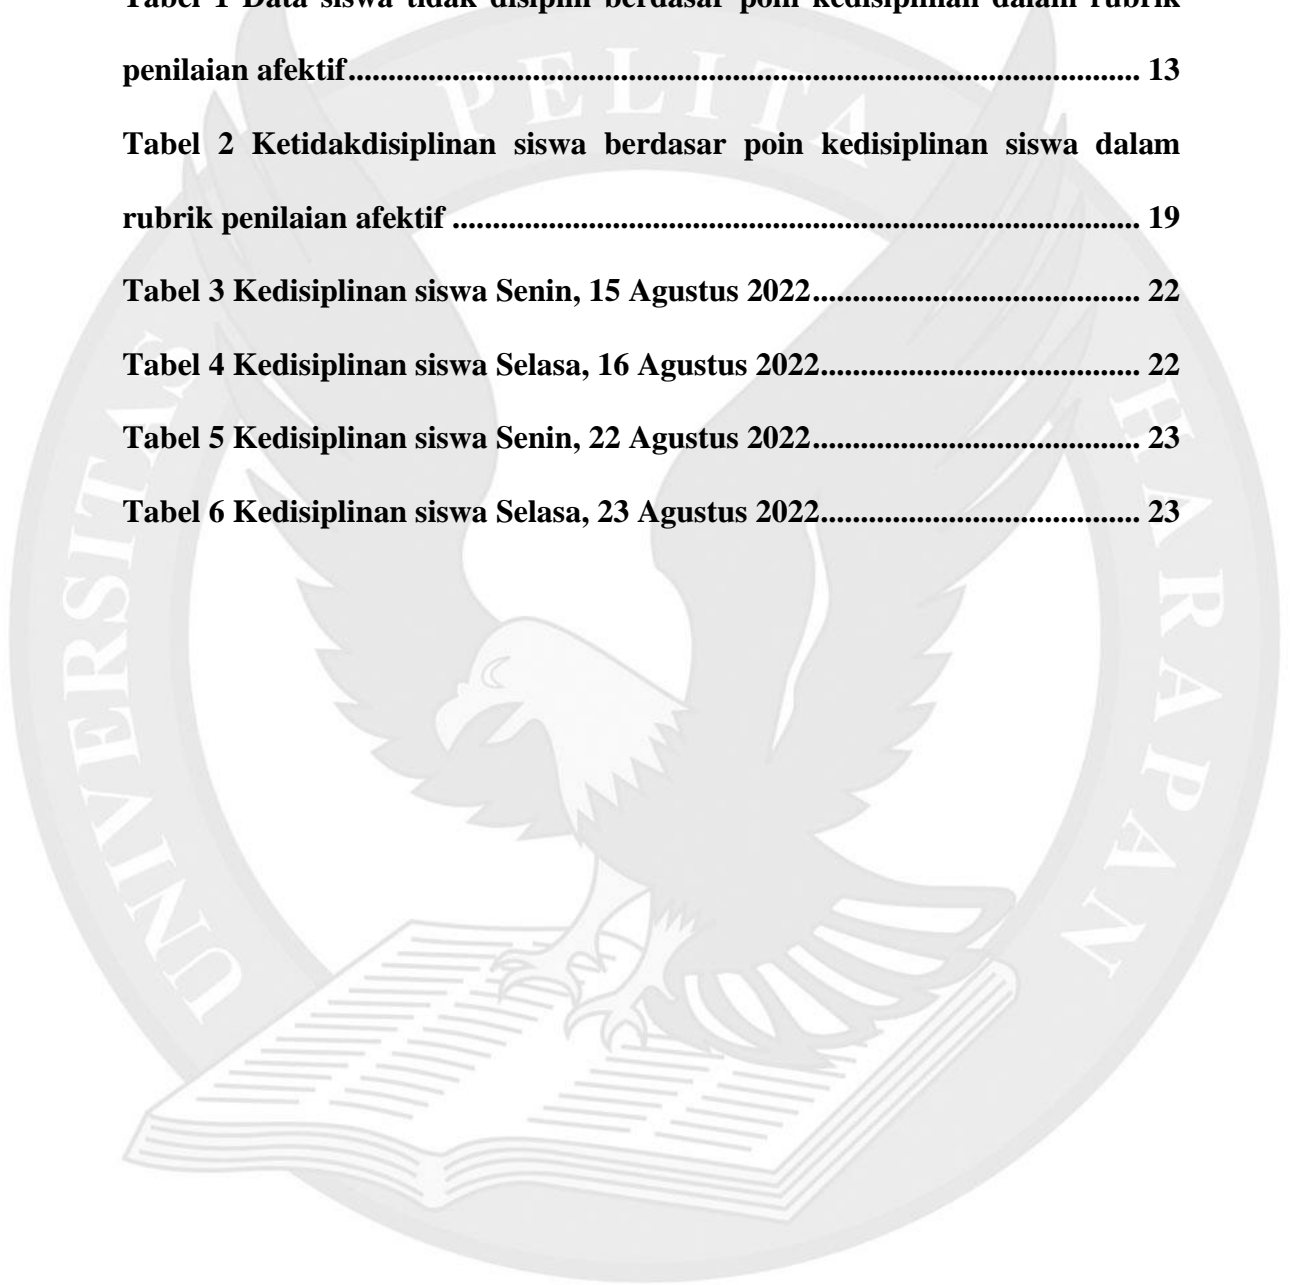 Tabel 1 Data siswa tidak disiplin berdasar poin kedisiplinan dalam rubrik
penilaian afektif.......................................................................................................... 13
Tabel 2 Ketidakdisiplinan siswa berdasar poin kedisiplinan siswa dalam
rubrik penilaian afektif ............................................................................................ 19
Tabel 3 Kedisiplinan siswa Senin, 15 Agustus 2022............................................ 22
Tabel 4 Kedisiplinan siswa Selasa, 16 Agustus 2022........................................... 22
Tabel 5 Kedisiplinan siswa Senin, 22 Agustus 2022............................................ 23
Tabel 6 Kedisiplinan siswa Selasa, 23 Agustus 2022........................................... 23
UNIVERSITAS PELITA HARAPAN